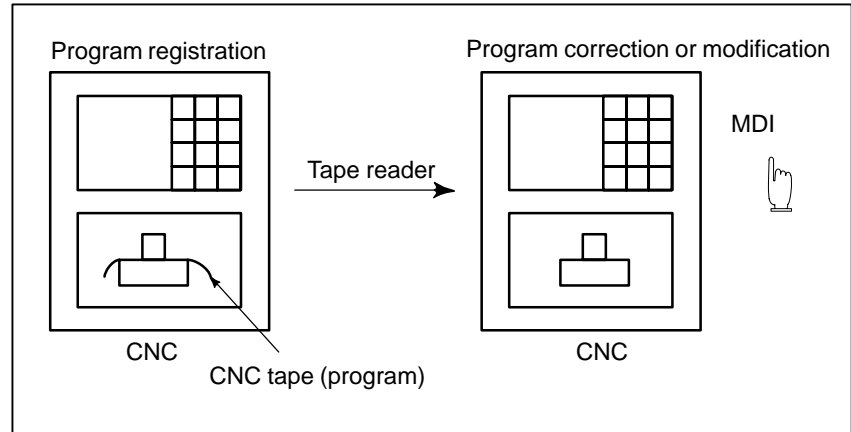 Program registration
Program correction or modification
MDI
Tape reader
CNC
CNC
CNC tape (program)